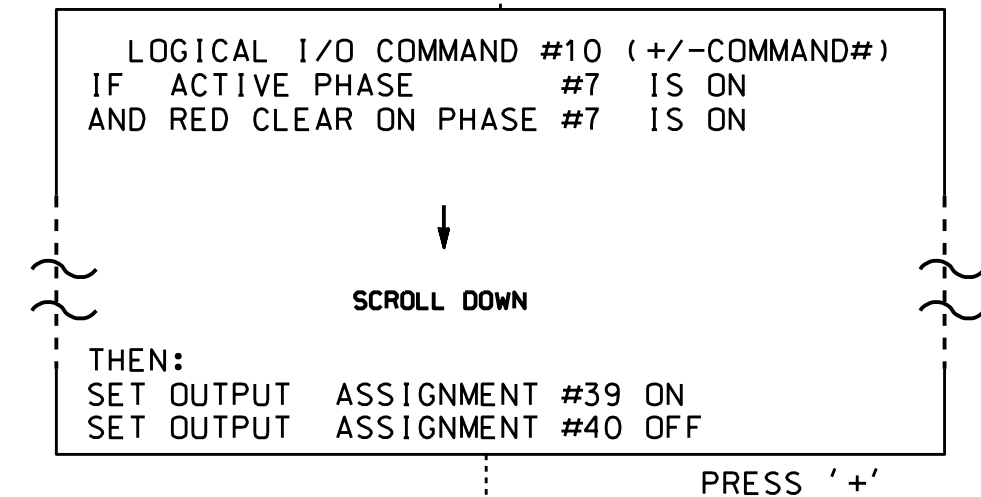 LOGICAL I/O COMMAND #10 (+/-COMMAND#)
IF ACTIVE PHASE #7 IS ON
AND RED CLEAR ON PHASE #7 IS ON
SCROLL DOWN
THEN:
SET OUTPUT ASSIGNMENT #39 ON
SET OUTPUT ASSIGNMENT #40 OFF
PRESS '+'